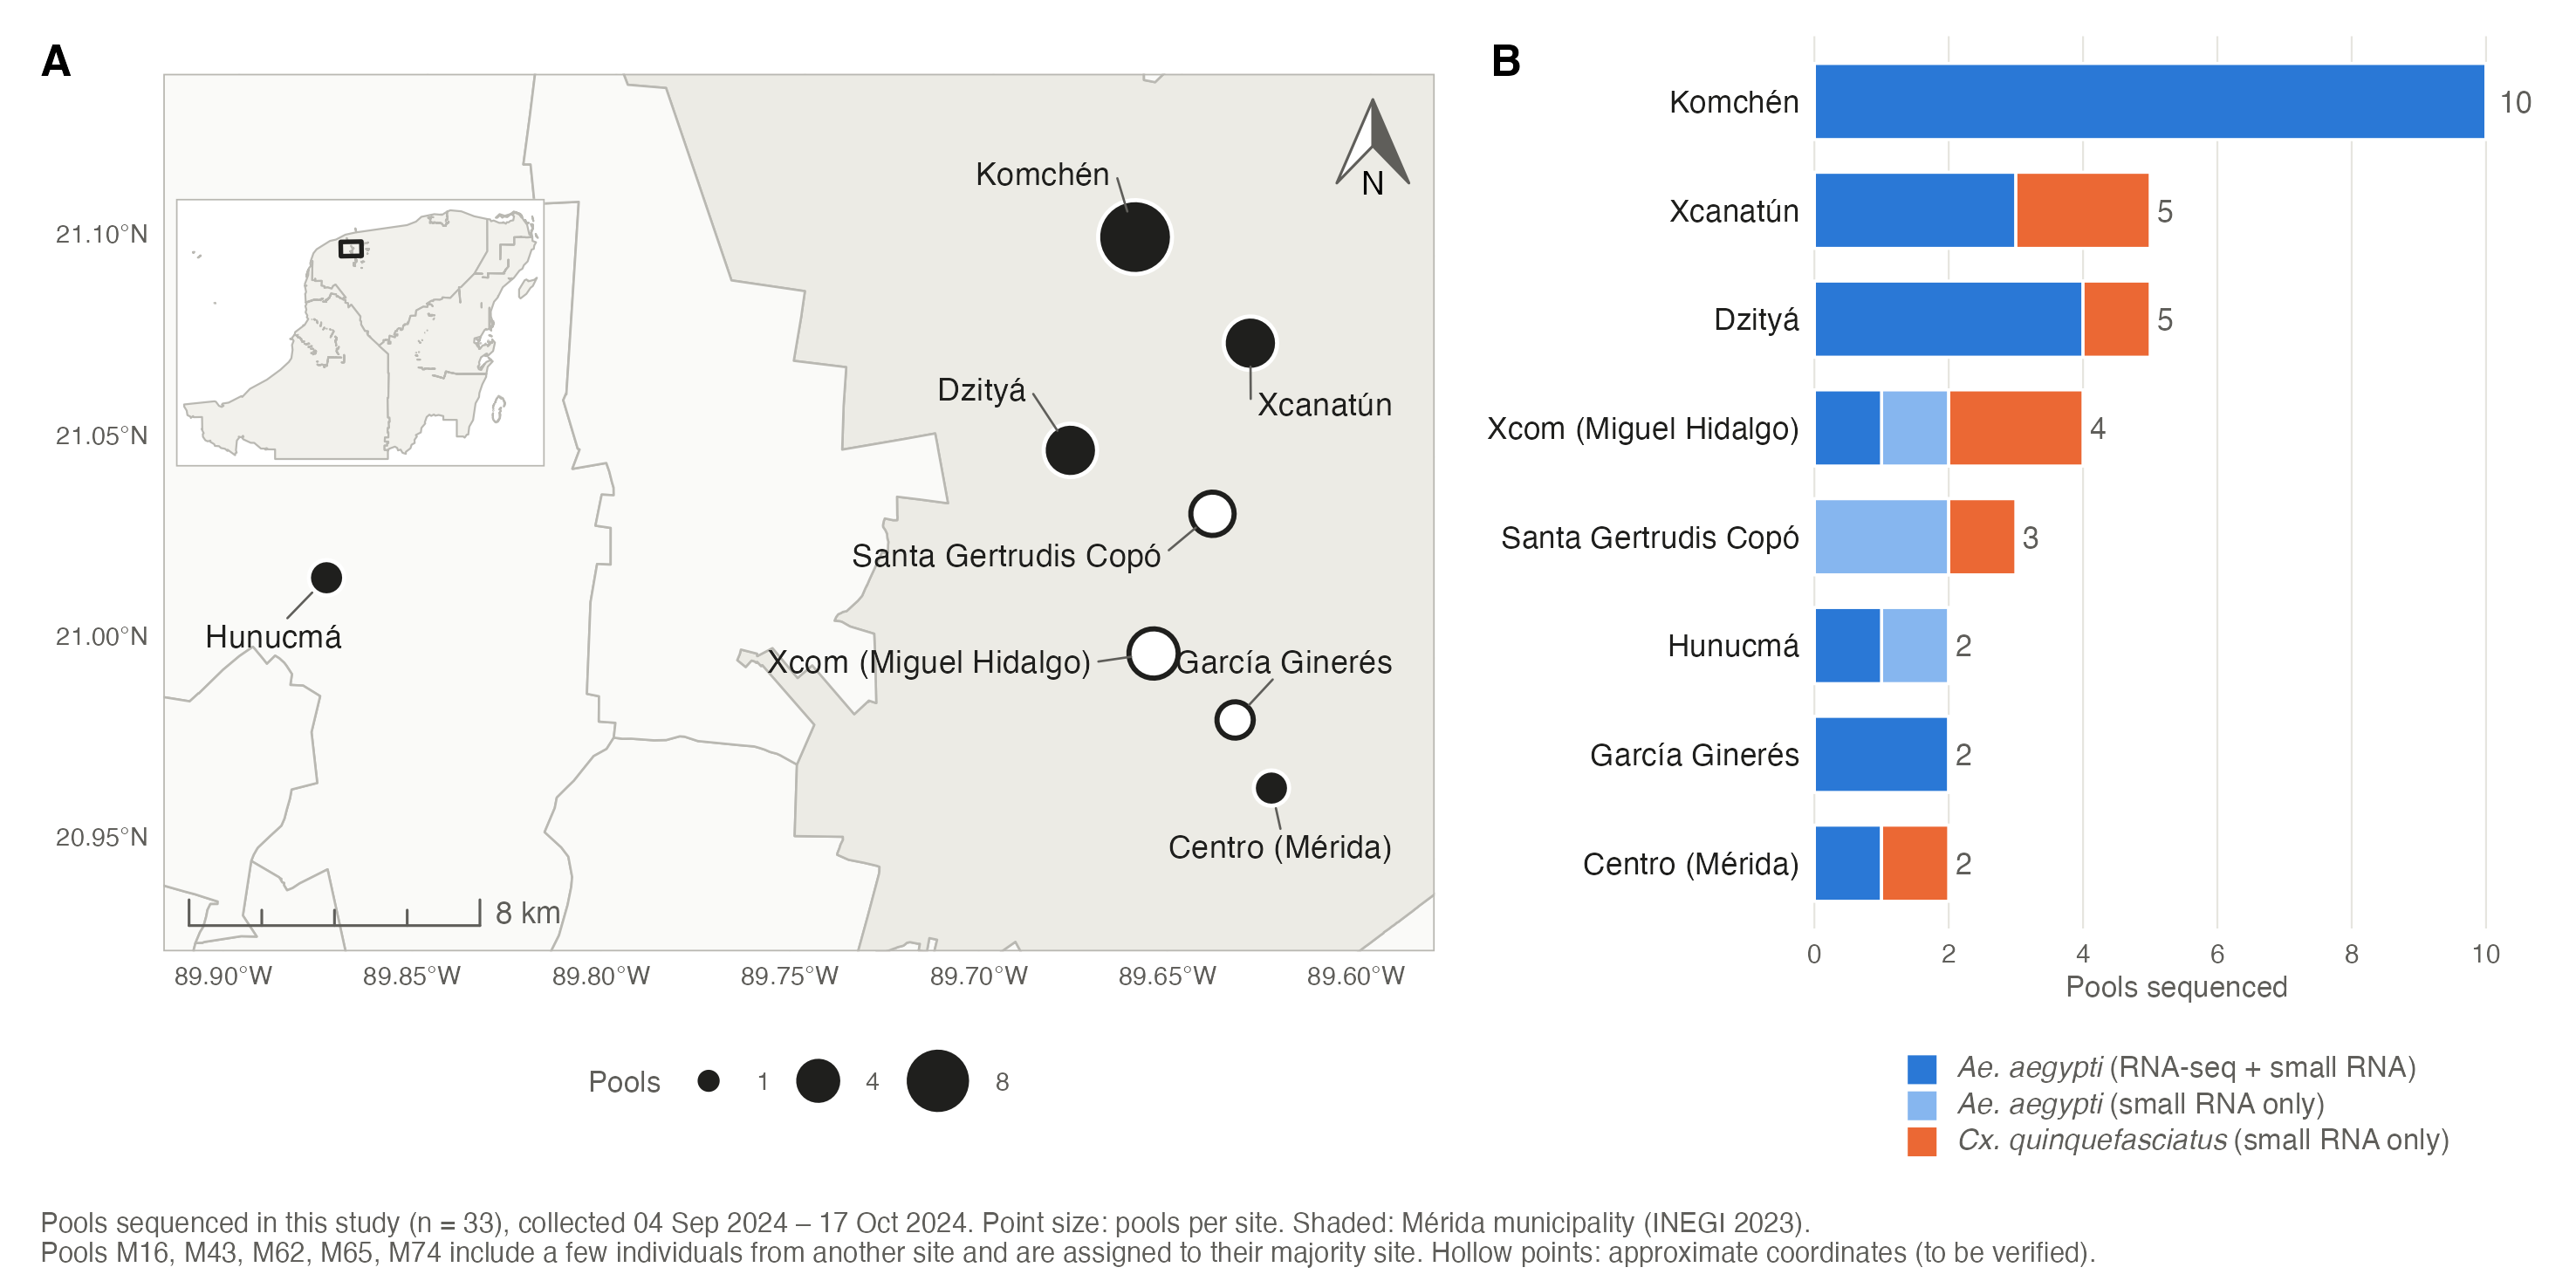 A
Komchén
N
21.10°N
Dzityá
Xcanatún
21.05°N
Santa Gertrudis Copó
21.00°N
Hunucmá
Xcom (Miguel Hidalgo)
García Ginerés
20.95°N
Centro (Mérida)
8 km
89.90°W
89.85°W
89.80°W
89.75°W
89.70°W
89.65°W
89.60°W
Pools
1
4
8
B
Komchén
10
Xcanatún
5
Dzityá
5
Xcom (Miguel Hidalgo)
4
Santa Gertrudis Copó
3
Hunucmá
2
García Ginerés
2
Centro (Mérida)
2
0
2
4
6
8
10
Pools sequenced
Ae. aegypti (RNA-seq + small RNA)
Ae. aegypti (small RNA only)
Cx. quinquefasciatus (small RNA only)
Pools sequenced in this study (n = 33), collected 04 Sep 2024 – 17 Oct 2024. Point size: pools per site. Shaded: Mérida municipality (INEGI 2023).
Pools M16, M43, M62, M65, M74 include a few individuals from another site and are assigned to their majority site. Hollow points: approximate coordinates (to be verified).